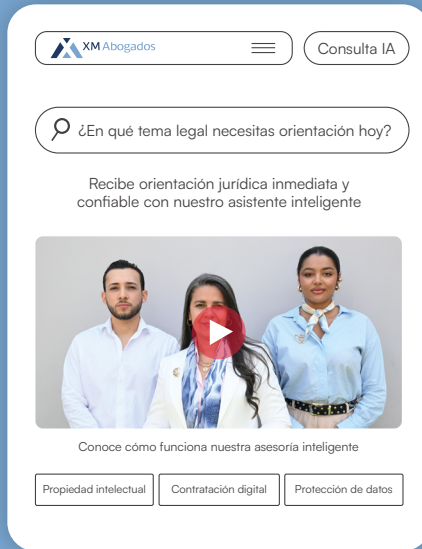 XM Abogados
Consulta IA
¿En qué tema legal necesitas orientación hoy?
Recibe orientación jurídica inmediata y
confiable con nuestro asistente inteligente
Conoce cómo funciona nuestra asesoría inteligente
Propiedad intelectual
Contratación digital
Protección de datos